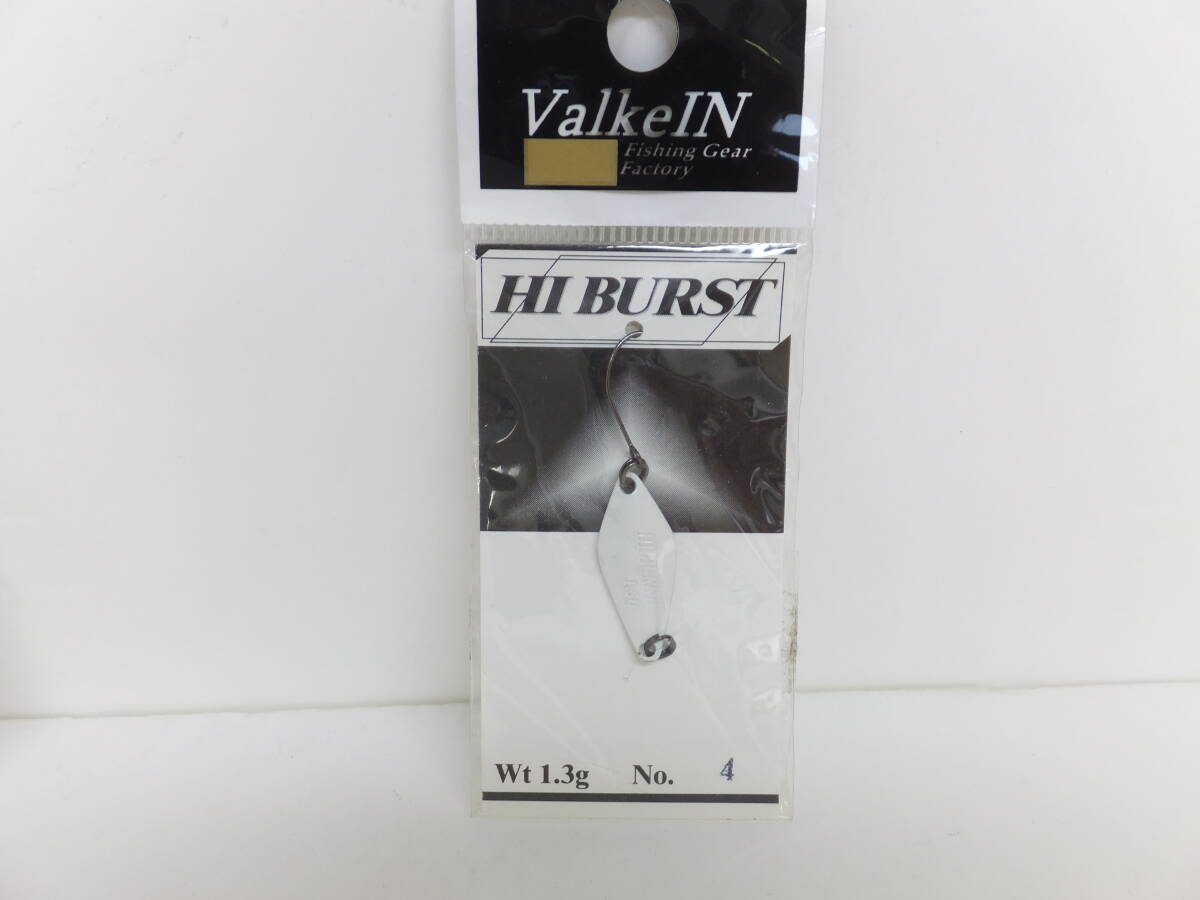 ValkeIN
Fishing Gear
Factory
HI BURST
Wt 1.3g No. 4